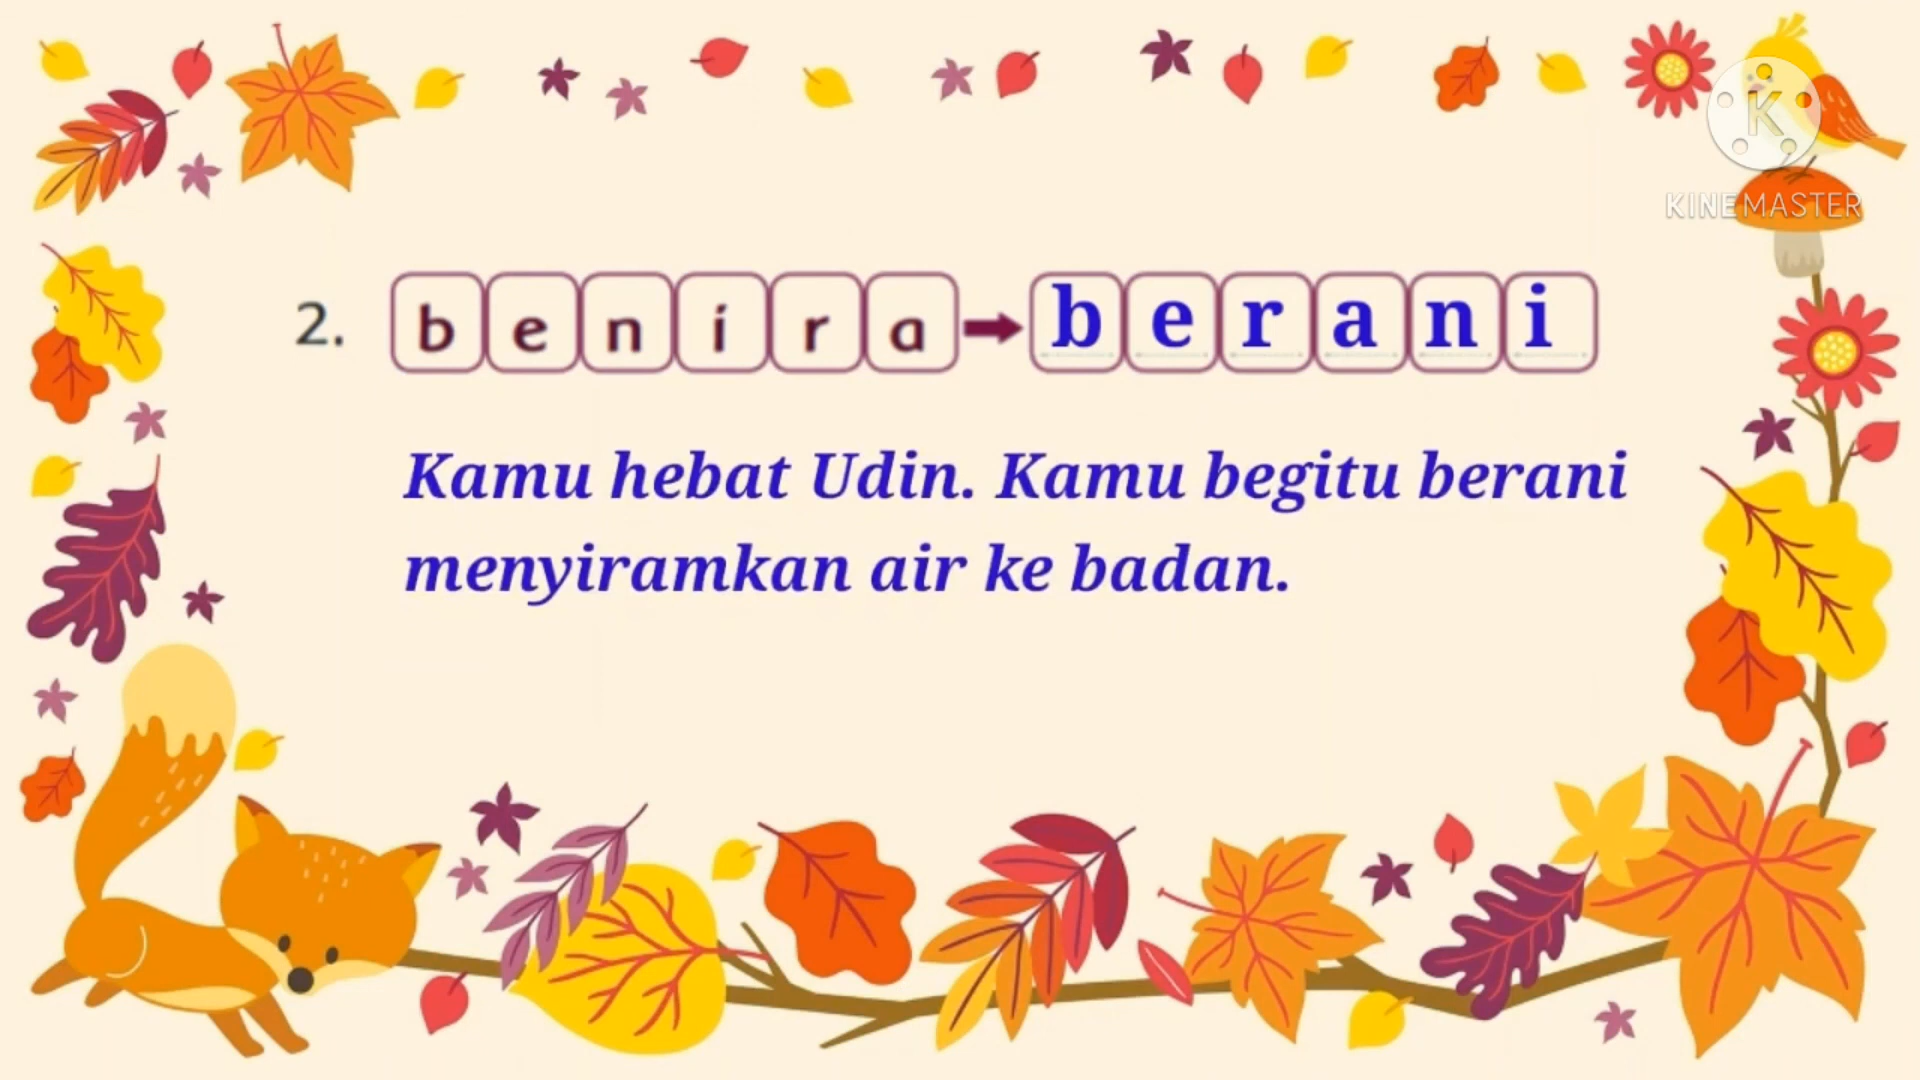 K
KINEMASTER
2. b e n i r a → b e r a n i
Kamu hebat Udin. Kamu begitu berani
menyiramkan air ke badan.